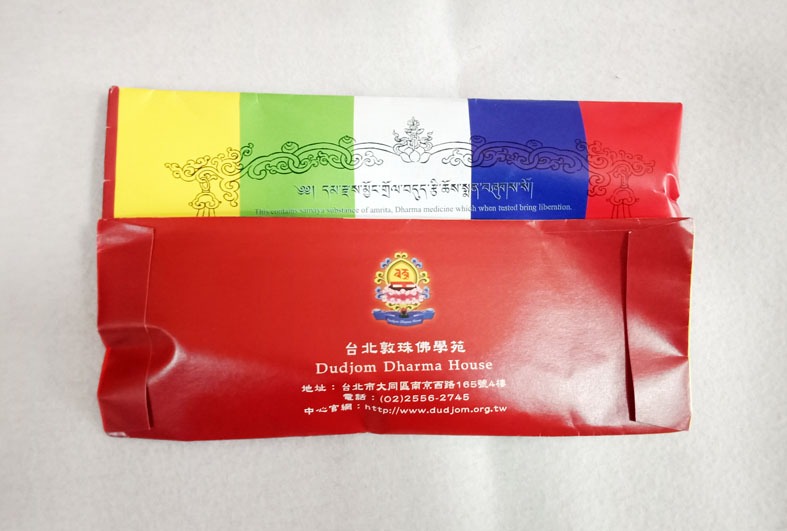 ༄༅། དམ་རྫས་མྱོང་གྲོལ་བདུད་རྩི་ཆོས་སྨན་བཞུགས་སོ།
This contains samaya substance of amrita, Dharma medicine which when tested bring liberation.
台北敦珠佛學苑
Dudjom Dharma House
地址：台北市大同區南京西路165號4樓
電話：(02)2556-2745
中心官網：http://www.dudjom.org.tw